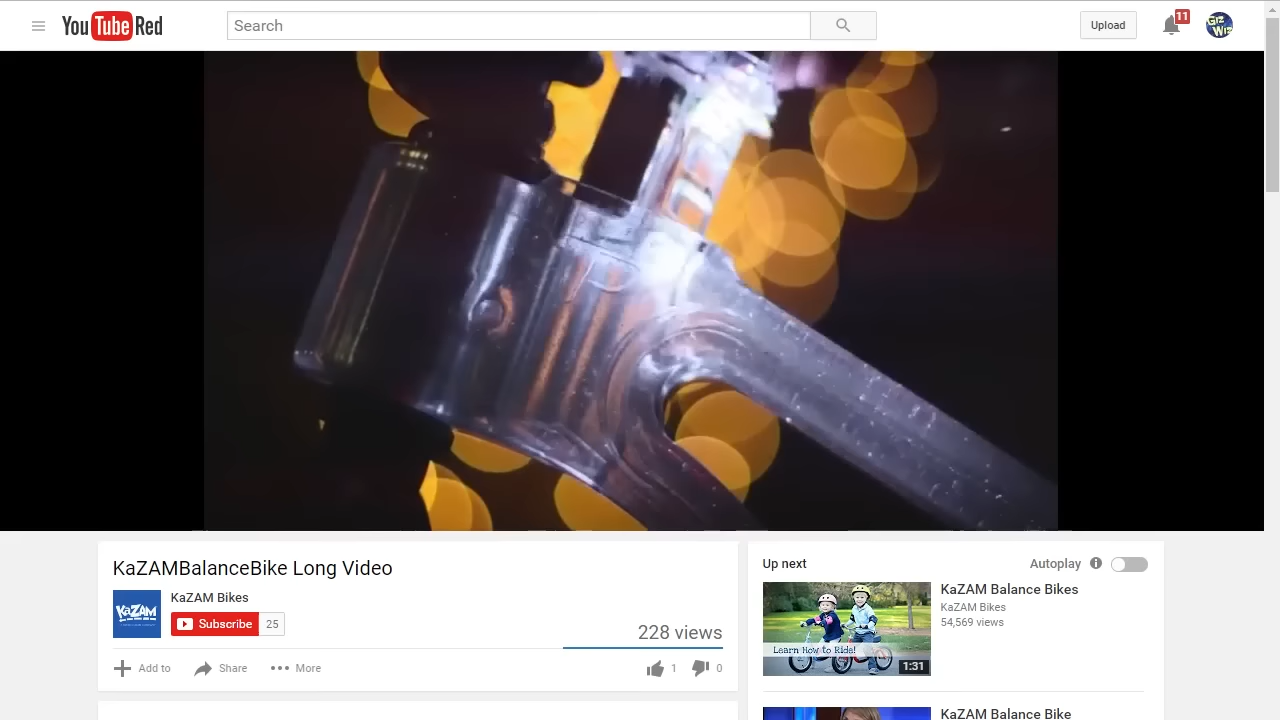 YouTube Red
Search
Upload
11
Giz
Wiz
KaZAMBalanceBike Long Video
KaZAM
KaZAM Bikes
Subscribe 25
228 views
Add to
Share
More
1
0
Up next
Autoplay
Learn How to Ride!
1:31
KaZAM Balance Bikes
KaZAM Bikes
54,569 views
KaZAM Balance Bike